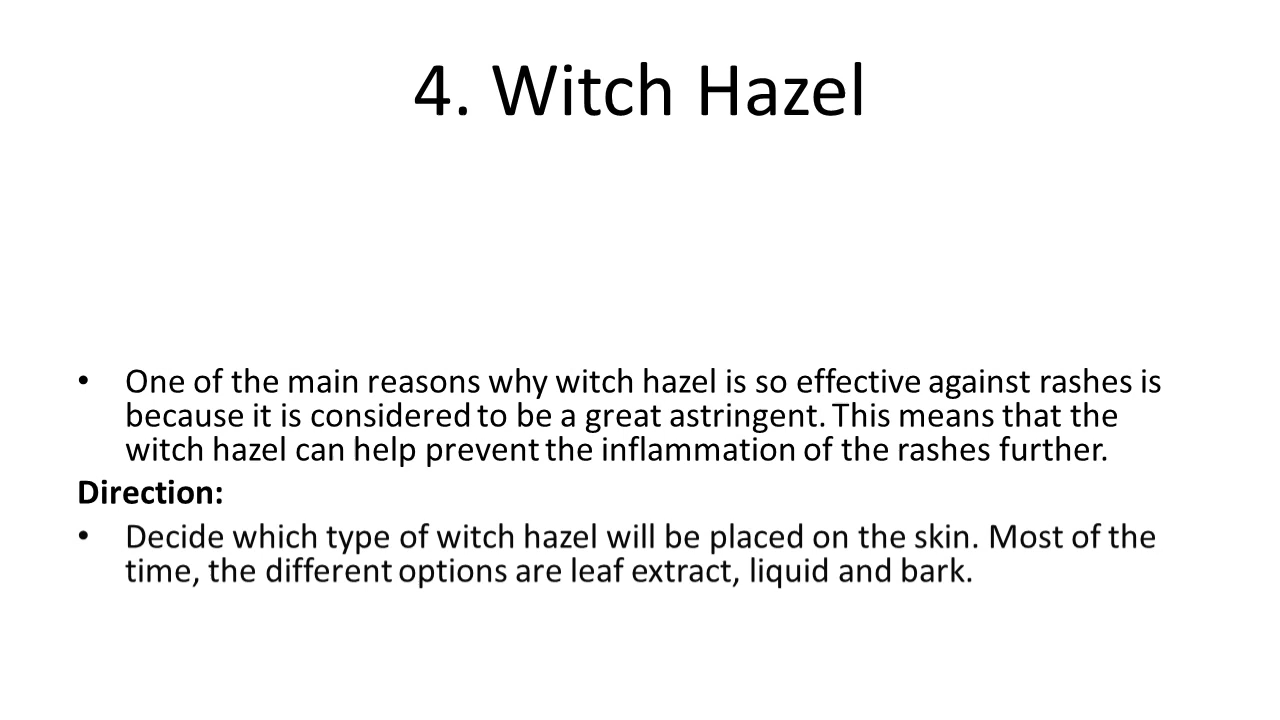 4. Witch Hazel
• One of the main reasons why witch hazel is so effective against rashes is
because it is considered to be a great astringent. This means that the
witch hazel can help prevent the inflammation of the rashes further.
Direction:
• Decide which type of witch hazel will be placed on the skin. Most of the
time, the different options are leaf extract, liquid and bark.